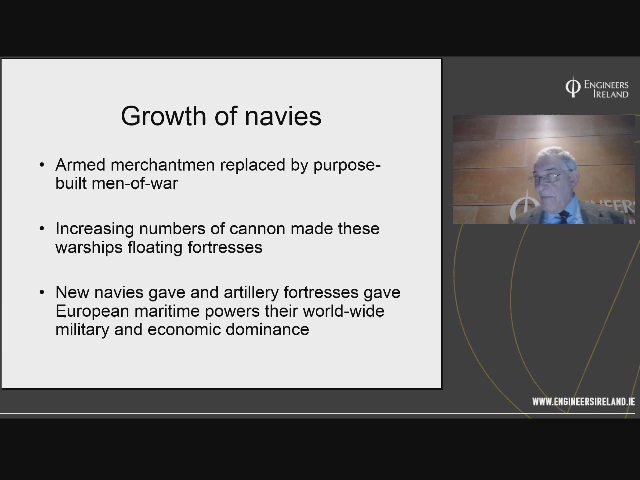 Growth of navies
• Armed merchantmen replaced by purpose-
built men-of-war
• Increasing numbers of cannon made these
warships floating fortresses
• New navies gave and artillery fortresses gave
European maritime powers their world-wide
military and economic dominance
ENGINEERS
IRELAND
WWW.ENGINEERSIRELAND.IE